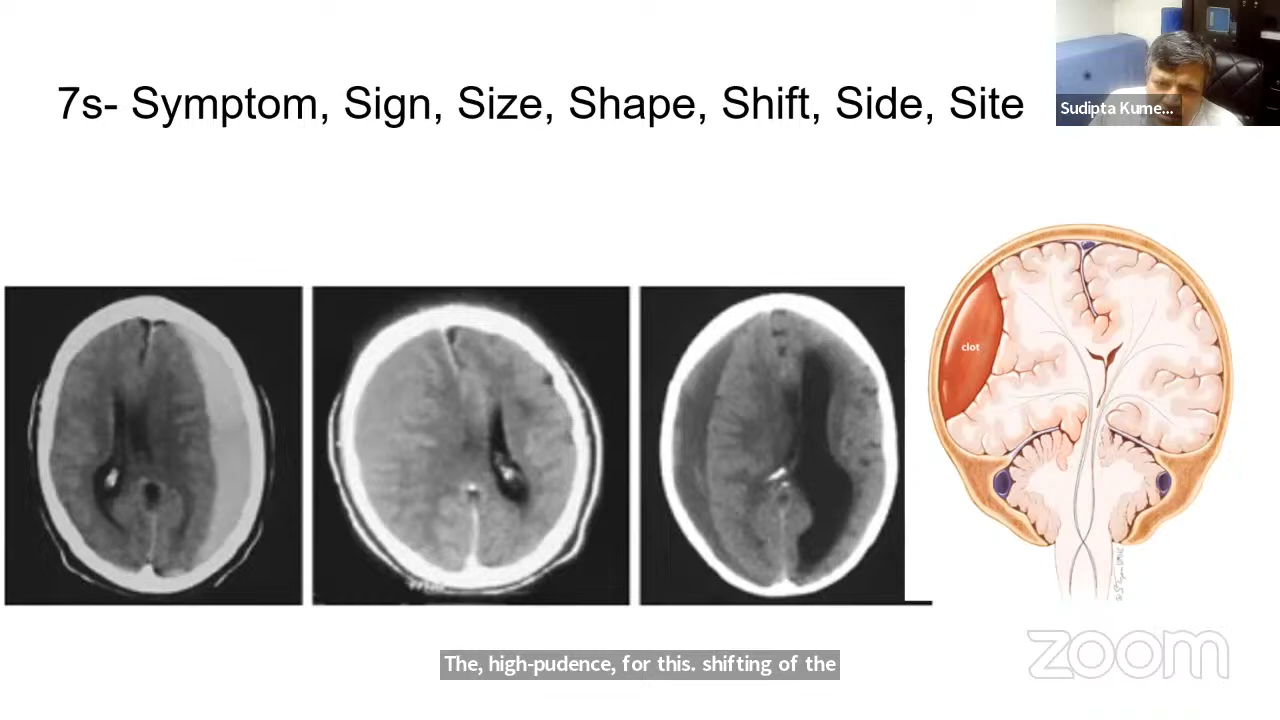 7s- Symptom, Sign, Size, Shape, Shift, Side, Site
Sudipta Kume...
clot
The, high-pudence, for this. shifting of the
zoom